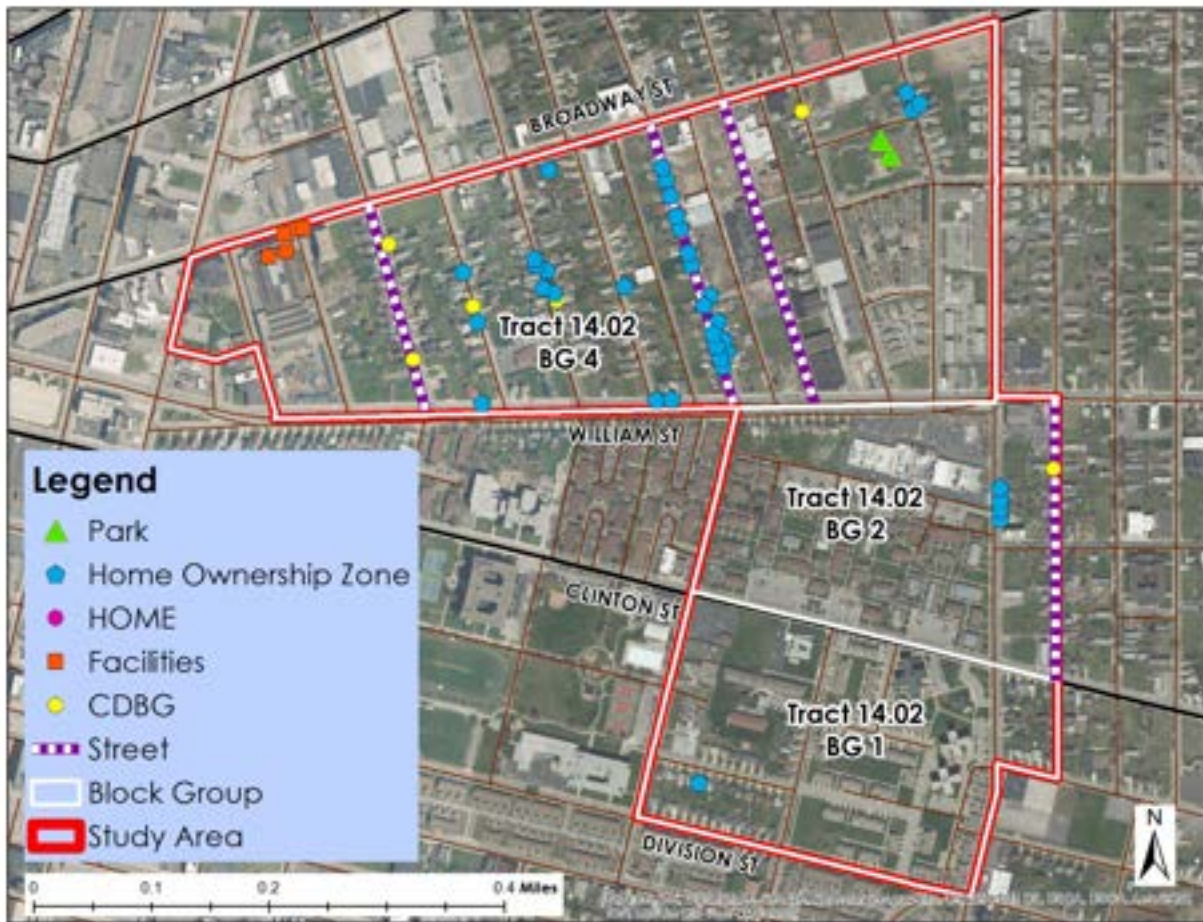 BROADWAY ST
Tract 14.02
BG 4
WILLIAM ST
Tract 14.02
BG 2
CLINTON ST
Tract 14.02
BG 1
DIVISION ST
Legend
Park
Home Ownership Zone
HOME
Facilities
CDBG
Street
Block Group
Study Area
N
0 0.1 0.2 0.4 Miles